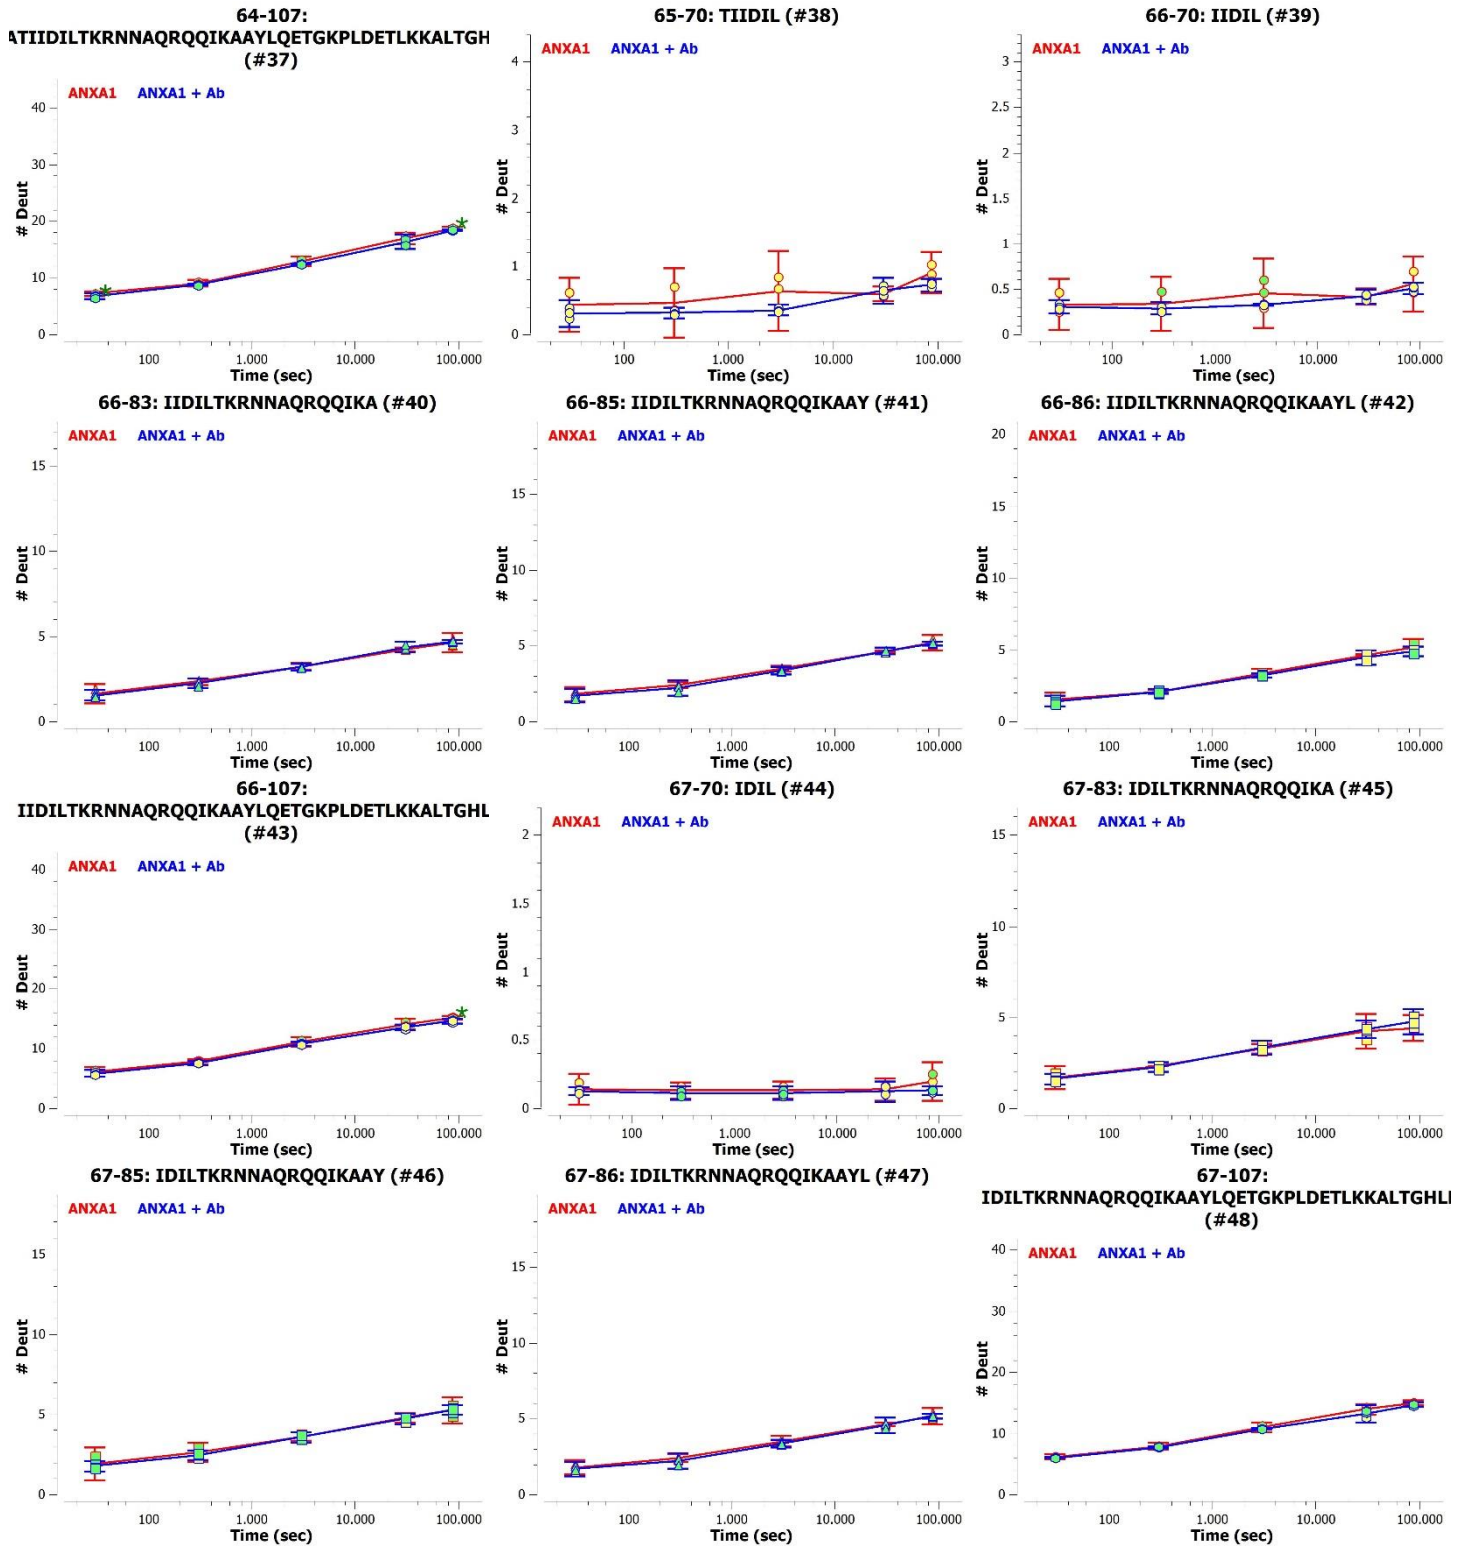 64-107:
ATIIDILTKRNNAQRQQIKAAYLQETGKPLDETLKKALTGH
(#37)
ANXA1 ANXA1 + Ab
40
30
20
10
0
# Deut
100 1.000 10.000 100.000
Time (sec)
65-70: TIIDIL (#38)
ANXA1 ANXA1 + Ab
4
3
2
1
0
# Deut
100 1.000 10.000 100.000
Time (sec)
66-70: IIDIL (#39)
ANXA1 ANXA1 + Ab
3
2.5
2
1.5
1
0.5
0
# Deut
100 1.000 10.000 100.000
Time (sec)
66-83: IIDILTKRNNAQRQQIKA (#40)
ANXA1 ANXA1 + Ab
15
10
5
0
# Deut
100 1.000 10.000 100.000
Time (sec)
66-85: IIDILTKRNNAQRQQIKAAY (#41)
ANXA1 ANXA1 + Ab
15
10
5
0
# Deut
100 1.000 10.000 100.000
Time (sec)
66-86: IIDILTKRNNAQRQQIKAAYL (#42)
ANXA1 ANXA1 + Ab
20
15
10
5
0
# Deut
100 1.000 10.000 100.000
Time (sec)
66-107:
IIDILTKRNNAQRQQIKAAYLQETGKPLDETLKKALTGHL
(#43)
ANXA1 ANXA1 + Ab
40
30
20
10
0
# Deut
100 1.000 10.000 100.000
Time (sec)
67-70: IDIL (#44)
ANXA1 ANXA1 + Ab
2
1.5
1
0.5
0
# Deut
100 1.000 10.000 100.000
Time (sec)
67-83: IDILTKRNNAQRQQIKA (#45)
ANXA1 ANXA1 + Ab
15
10
5
0
# Deut
100 1.000 10.000 100.000
Time (sec)
67-85: IDILTKRNNAQRQQIKAAY (#46)
ANXA1 ANXA1 + Ab
15
10
5
0
# Deut
100 1.000 10.000 100.000
Time (sec)
67-86: IDILTKRNNAQRQQIKAAYL (#47)
ANXA1 ANXA1 + Ab
15
10
5
0
# Deut
100 1.000 10.000 100.000
Time (sec)
67-107:
IDILTKRNNAQRQQIKAAYLQETGKPLDETLKKALTGHLI
(#48)
ANXA1 ANXA1 + Ab
40
30
20
10
0
# Deut
100 1.000 10.000 100.000
Time (sec)